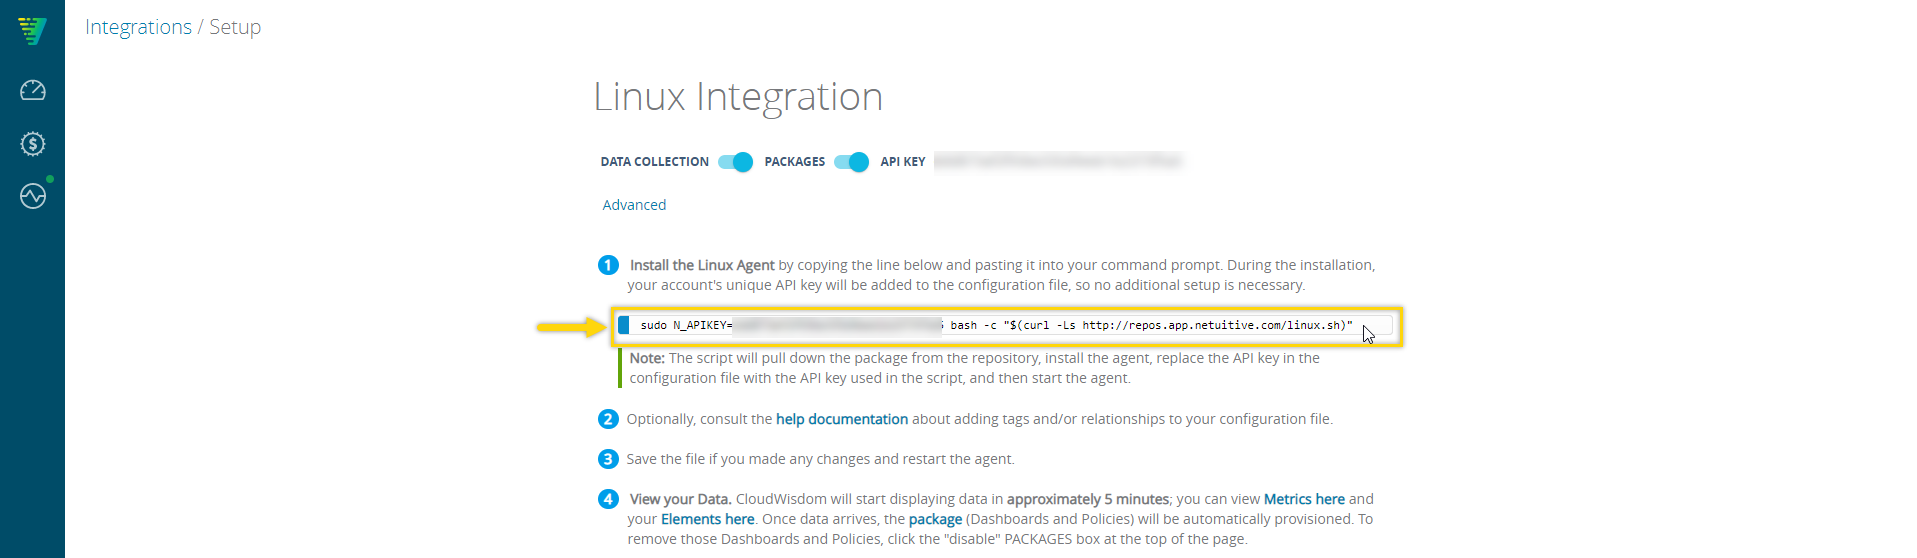 Integrations / Setup
Linux Integration
DATA COLLECTION PACKAGES API KEY
Advanced
1 Install the Linux Agent by copying the line below and pasting it into your command prompt. During the installation,
your account's unique API key will be added to the configuration file, so no additional setup is necessary.
sudo N_APIKEY= bash -c "$(curl -Ls http://repos.app.netuitive.com/linux.sh)"
Note: The script will pull down the package from the repository, install the agent, replace the API key in the
configuration file with the API key used in the script, and then start the agent.
2 Optionally, consult the help documentation about adding tags and/or relationships to your configuration file.
3 Save the file if you made any changes and restart the agent.
4 View your Data. CloudWisdom will start displaying data in approximately 5 minutes; you can view Metrics here and
your Elements here. Once data arrives, the package (Dashboards and Policies) will be automatically provisioned. To
remove those Dashboards and Policies, click the "disable" PACKAGES box at the top of the page.